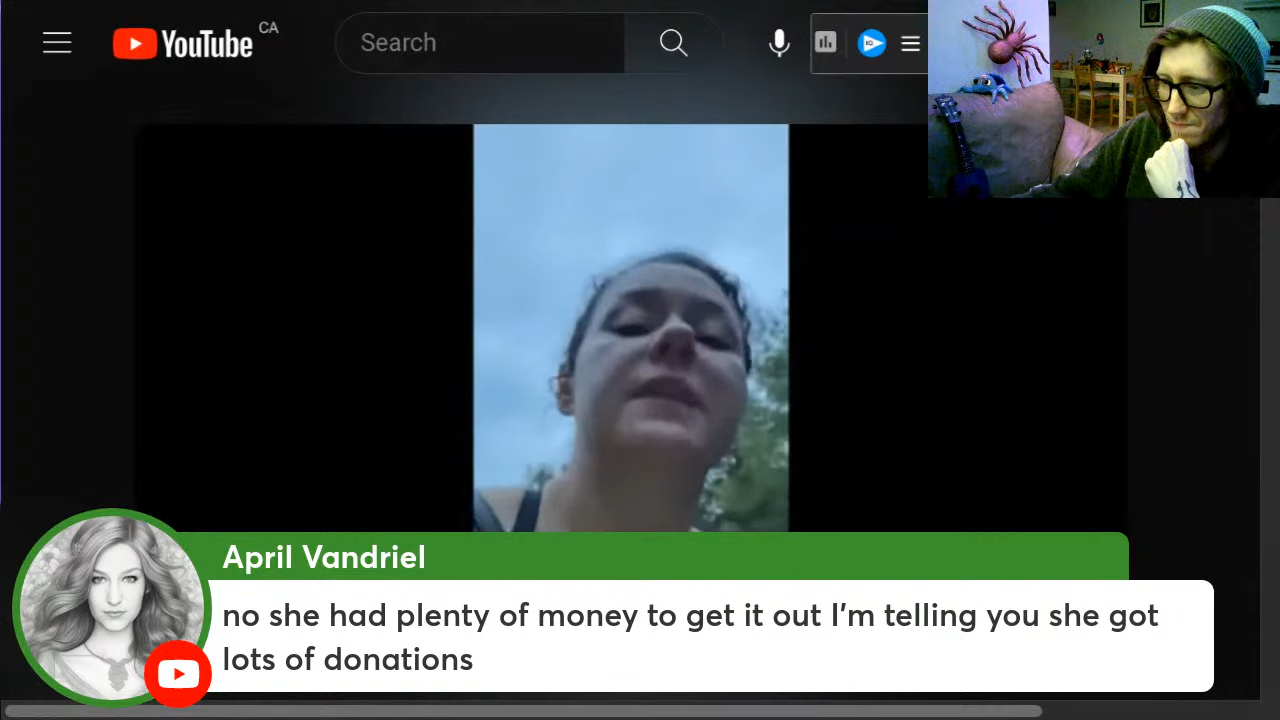 YouTube CA
Search
IQ
April Vandriel
no she had plenty of money to get it out I'm telling you she got
lots of donations